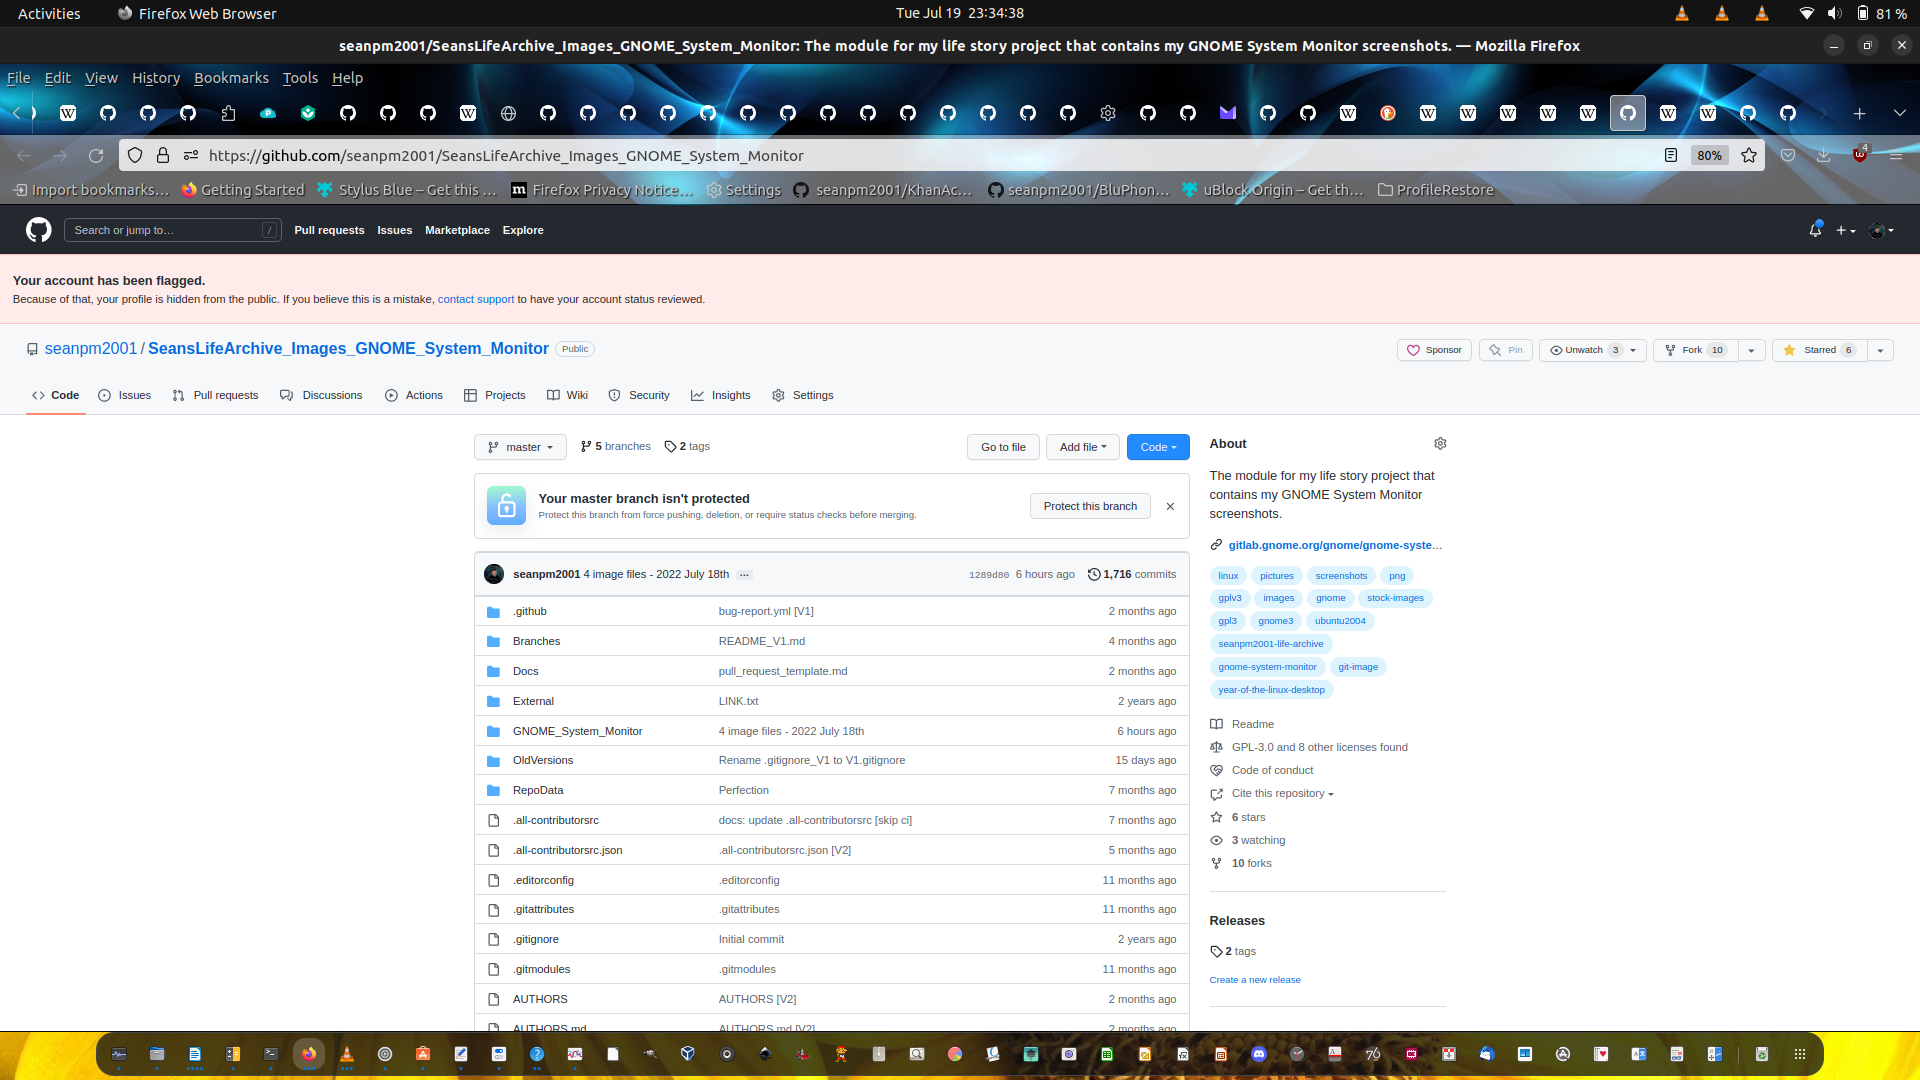 Activities
Firefox Web Browser
Tue Jul 19  23:34:38
81 %
seanpm2001/SeansLifeArchive_Images_GNOME_System_Monitor: The module for my life story project that contains my GNOME System Monitor screenshots. — Mozilla Firefox
File Edit View History Bookmarks Tools Help
https://github.com/seanpm2001/SeansLifeArchive_Images_GNOME_System_Monitor
80%
4
Import bookmarks… Getting Started Stylus Blue – Get this … Firefox Privacy Notice… Settings seanpm2001/KhanAc… seanpm2001/BluPhon… uBlock Origin – Get th… ProfileRestore
Search or jump to… /
Pull requests Issues Marketplace Explore
Your account has been flagged.
Because of that, your profile is hidden from the public. If you believe this is a mistake, contact support to have your account status reviewed.
seanpm2001 / SeansLifeArchive_Images_GNOME_System_Monitor Public
Sponsor Pin Unwatch 3 Fork 10 Starred 6
Code Issues Pull requests Discussions Actions Projects Wiki Security Insights Settings
master 5 branches 2 tags Go to file Add file Code
Your master branch isn't protected
Protect this branch from force pushing, deletion, or require status checks before merging.
Protect this branch
seanpm2001 4 image files - 2022 July 18th … 1289d80 6 hours ago 1,716 commits
.github bug-report.yml [V1] 2 months ago
Branches README_V1.md 4 months ago
Docs pull_request_template.md 2 months ago
External LINK.txt 2 years ago
GNOME_System_Monitor 4 image files - 2022 July 18th 6 hours ago
OldVersions Rename .gitignore_V1 to V1.gitignore 15 days ago
RepoData Perfection 7 months ago
.all-contributorsrc docs: update .all-contributorsrc [skip ci] 7 months ago
.all-contributorsrc.json .all-contributorsrc.json [V2] 5 months ago
.editorconfig .editorconfig 11 months ago
.gitattributes .gitattributes 11 months ago
.gitignore Initial commit 2 years ago
.gitmodules .gitmodules 11 months ago
AUTHORS AUTHORS [V2] 2 months ago
AUTHORS.md AUTHORS.md [V2] 2 months ago
About
The module for my life story project that
contains my GNOME System Monitor
screenshots.
gitlab.gnome.org/gnome/gnome-syste…
linux pictures screenshots png
gplv3 images gnome stock-images
gpl3 gnome3 ubuntu2004
seanpm2001-life-archive
gnome-system-monitor git-image
year-of-the-linux-desktop
Readme
GPL-3.0 and 8 other licenses found
Code of conduct
Cite this repository
6 stars
3 watching
10 forks
Releases
2 tags
Create a new release